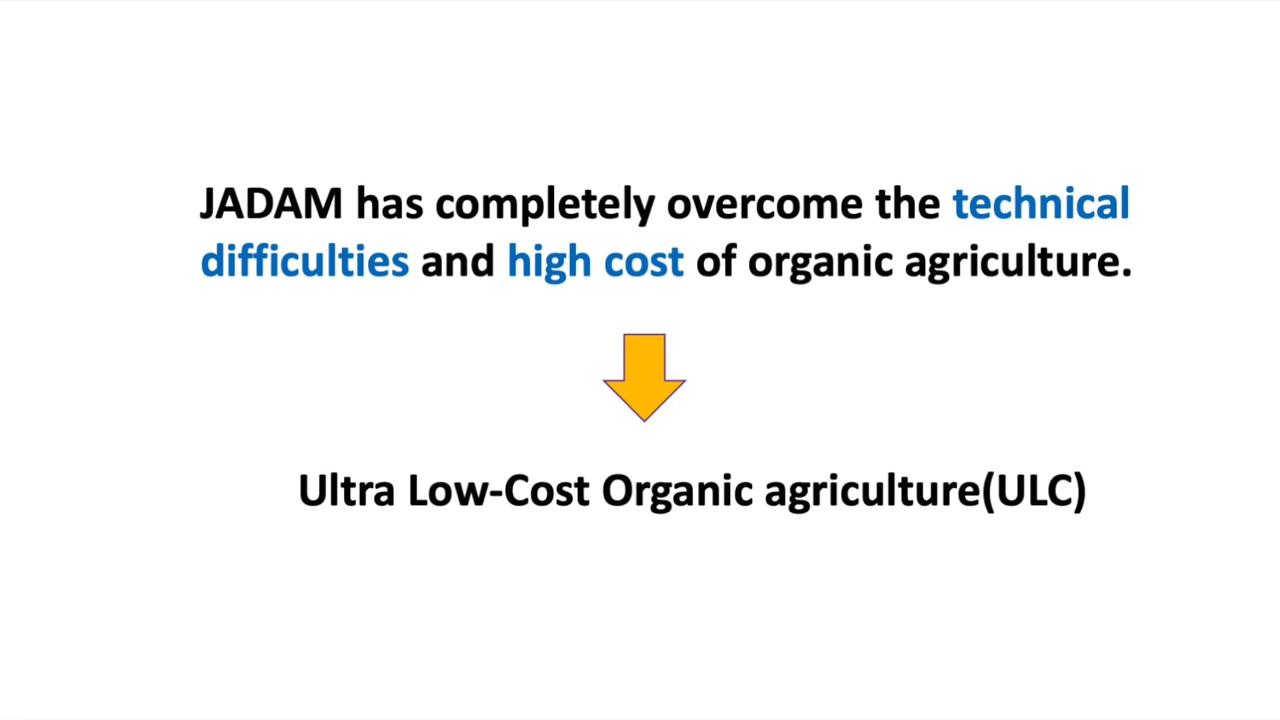 JADAM has completely overcome the technical
difficulties and high cost of organic agriculture.
Ultra Low-Cost Organic agriculture(ULC)